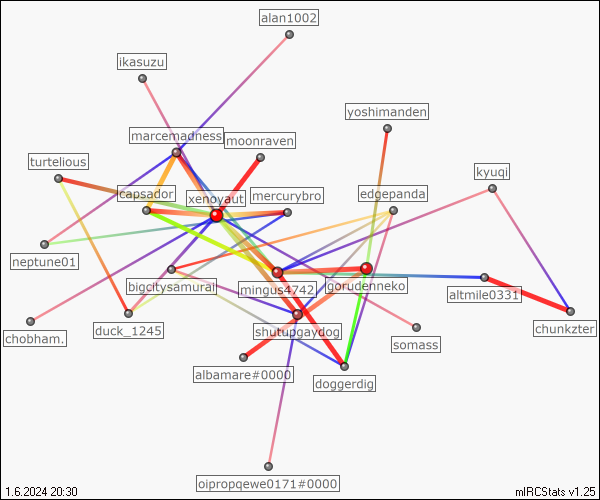 alan1002
ikasuzu
yoshimanden
marcemadness
moonraven
turtelious
kyuqi
capsador
xenoyaut
mercurybro
edgepanda
neptune01
bigcitysamurai
mingus4742
gorudenneko
altmile0331
chobham.
duck_1245
shutupgaydog
chunkzter
somass
albamare#0000
doggerdig
oipropqewe0171#0000
1.6.2024 20:30
mIRCStats v1.25